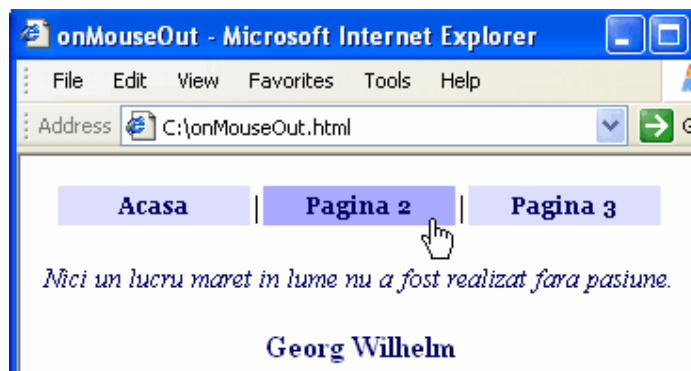 onMouseOut - Microsoft Internet Explorer
File Edit View Favorites Tools Help
Address C:\onMouseOut.html G
Acasa | Pagina 2 | Pagina 3
Nici un lucru maret in lume nu a fost realizat fara pasiune.
Georg Wilhelm